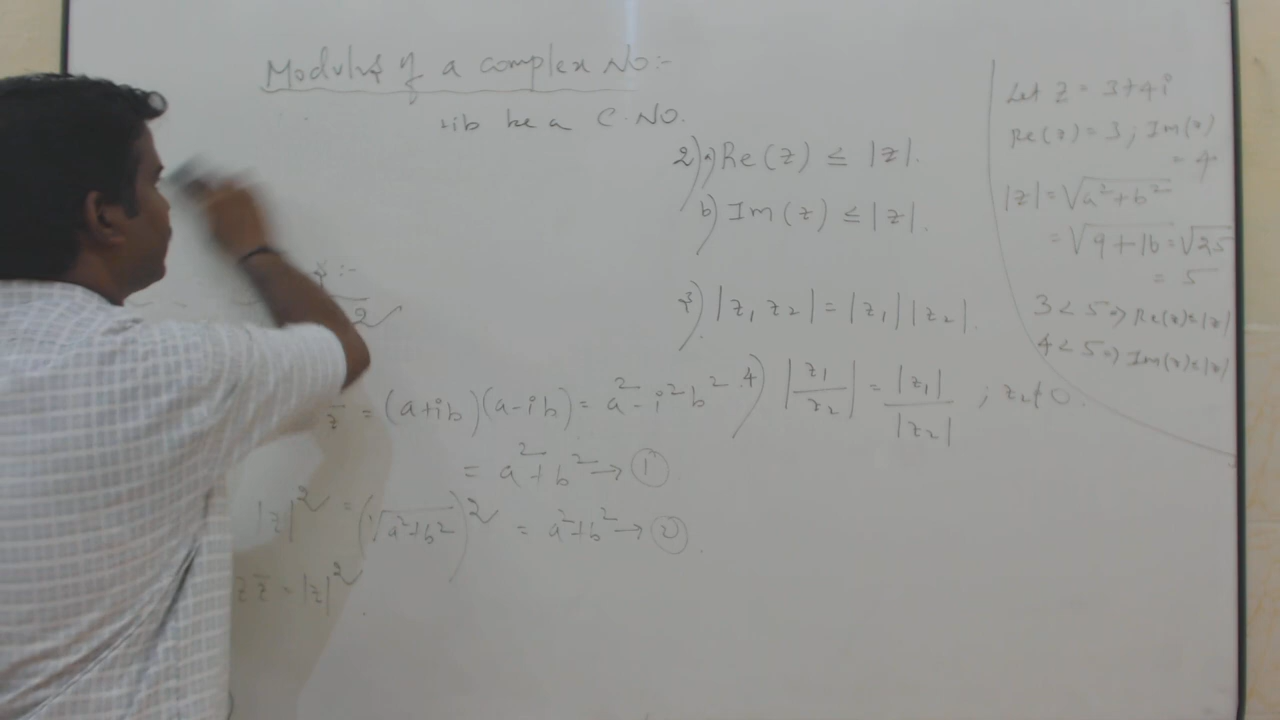 Modulus of a complex No:-
+ib be a C.NO.
:-
2
z̄ = (a+ib)(a-ib) = a² - i²b²
= a²+b² → ①
|z|² = (√a²+b²)² = a²+b² → ②
z z̄ = |z|²
2) a) Re(z) ≤ |z|.
b) Im(z) ≤ |z|.
3) |z₁ z₂| = |z₁| |z₂|.
4) |z₁/z₂| = |z₁|/|z₂| ; z₂≠0.
Let z = 3+4i
Re(z) = 3 ; Im(z)
= 4
|z| = √a²+b²
= √9+16 = √25
= 5
3 < 5 ⇒ Re(z)<|z|
4 < 5 ⇒ Im(z)<|z|